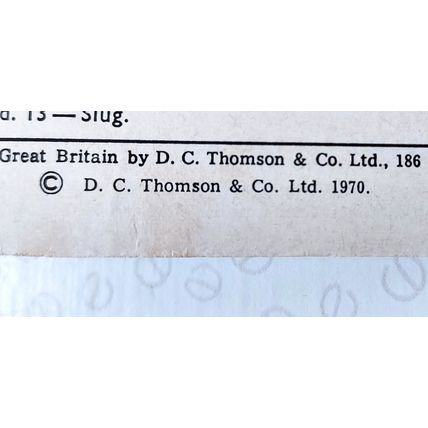 d. 13 — Slug.
Great Britain by D. C. Thomson & Co. Ltd., 186
© D. C. Thomson & Co. Ltd. 1970.